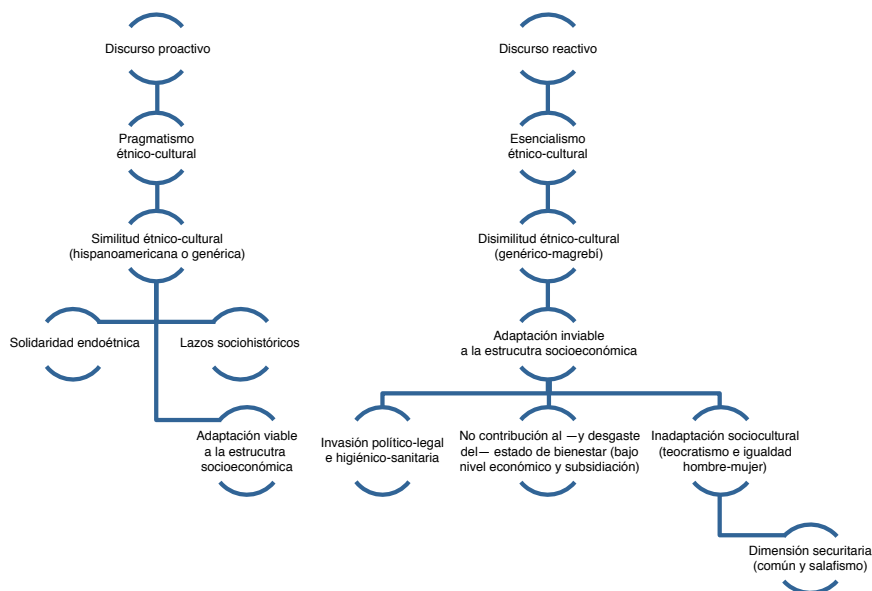 Discurso proactivo
Pragmatismo
étnico-cultural
Similitud étnico-cultural
(hispanoamericana o genérica)
Solidaridad endoétnica
Lazos sociohistóricos
Adaptación viable
a la estrucutra
socioeconómica
Discurso reactivo
Esencialismo
étnico-cultural
Disimilitud étnico-cultural
(genérico-magrebí)
Adaptación inviable
a la estrucutra socioeconómica
Invasión político-legal
e higiénico-sanitaria
No contribución al —y desgaste
del— estado de bienestar (bajo
nivel económico y subsidiación)
Inadaptación sociocultural
(teocratismo e igualdad
hombre-mujer)
Dimensión securitaria
(común y salafismo)